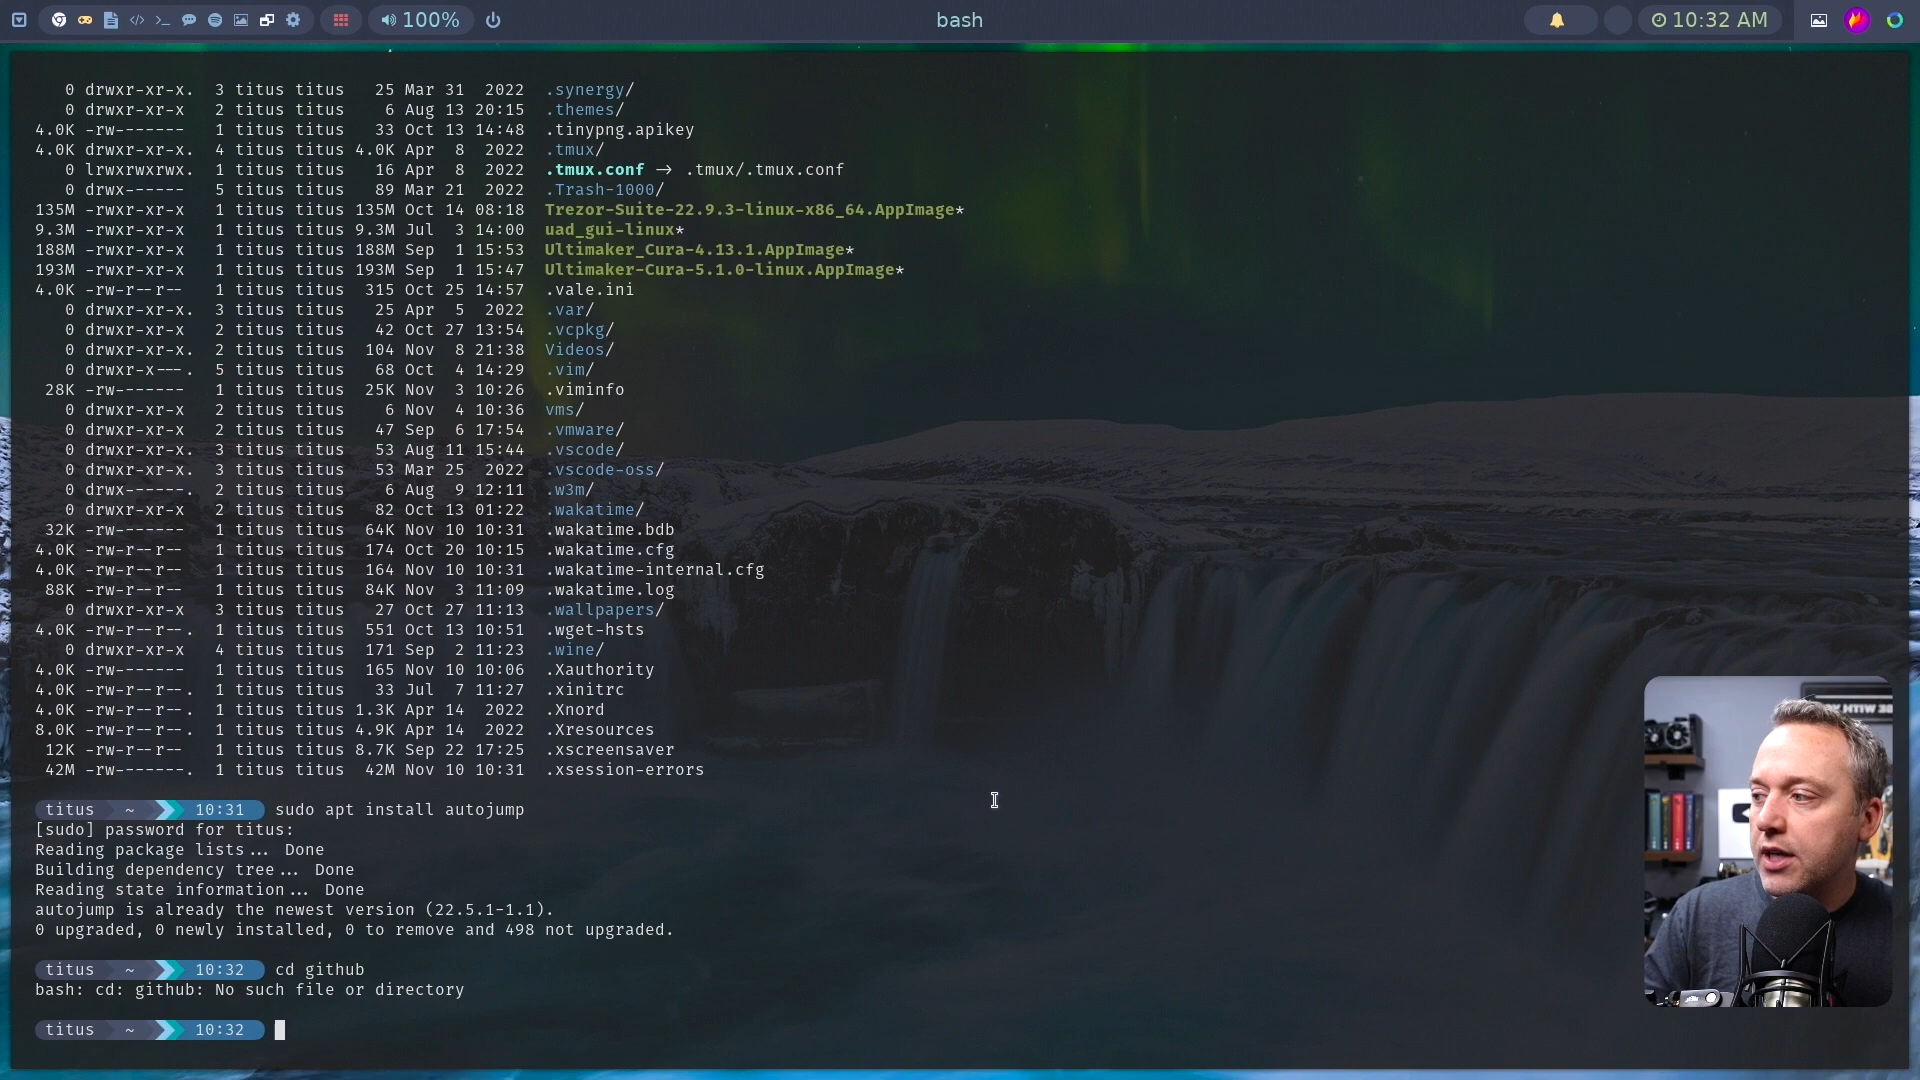 100%
bash
10:32 AM
0 drwxr-xr-x. 3 titus titus 25 Mar 31 2022 .synergy/
0 drwxr-xr-x 2 titus titus 6 Aug 13 20:15 .themes/
4.0K -rw------- 1 titus titus 33 Oct 13 14:48 .tinypng.apikey
4.0K drwxr-xr-x. 4 titus titus 4.0K Apr 8 2022 .tmux/
0 lrwxrwxrwx. 1 titus titus 16 Apr 8 2022 .tmux.conf → .tmux/.tmux.conf
0 drwx------ 5 titus titus 89 Mar 21 2022 .Trash-1000/
135M -rwxr-xr-x 1 titus titus 135M Oct 14 08:18 Trezor-Suite-22.9.3-linux-x86_64.AppImage*
9.3M -rwxr-xr-x 1 titus titus 9.3M Jul 3 14:00 uad_gui-linux*
188M -rwxr-xr-x 1 titus titus 188M Sep 1 15:53 Ultimaker_Cura-4.13.1.AppImage*
193M -rwxr-xr-x 1 titus titus 193M Sep 1 15:47 Ultimaker-Cura-5.1.0-linux.AppImage*
4.0K -rw-r--r-- 1 titus titus 315 Oct 25 14:57 .vale.ini
0 drwxr-xr-x. 3 titus titus 25 Apr 5 2022 .var/
0 drwxr-xr-x 2 titus titus 42 Oct 27 13:54 .vcpkg/
0 drwxr-xr-x. 2 titus titus 104 Nov 8 21:38 Videos/
0 drwxr-x---. 5 titus titus 68 Oct 4 14:29 .vim/
28K -rw------- 1 titus titus 25K Nov 3 10:26 .viminfo
0 drwxr-xr-x 2 titus titus 6 Nov 4 10:36 vms/
0 drwxr-xr-x 2 titus titus 47 Sep 6 17:54 .vmware/
0 drwxr-xr-x. 3 titus titus 53 Aug 11 15:44 .vscode/
0 drwxr-xr-x. 3 titus titus 53 Mar 25 2022 .vscode-oss/
0 drwx------. 2 titus titus 6 Aug 9 12:11 .w3m/
0 drwxr-xr-x 2 titus titus 82 Oct 13 01:22 .wakatime/
32K -rw------- 1 titus titus 64K Nov 10 10:31 .wakatime.bdb
4.0K -rw-r--r-- 1 titus titus 174 Oct 20 10:15 .wakatime.cfg
4.0K -rw-r--r-- 1 titus titus 164 Nov 10 10:31 .wakatime-internal.cfg
88K -rw-r--r-- 1 titus titus 84K Nov 3 11:09 .wakatime.log
0 drwxr-xr-x 3 titus titus 27 Oct 27 11:13 .wallpapers/
4.0K -rw-r--r--. 1 titus titus 551 Oct 13 10:51 .wget-hsts
0 drwxr-xr-x 4 titus titus 171 Sep 2 11:23 .wine/
4.0K -rw------- 1 titus titus 165 Nov 10 10:06 .Xauthority
4.0K -rw-r--r--. 1 titus titus 33 Jul 7 11:27 .xinitrc
4.0K -rw-r--r--. 1 titus titus 1.3K Apr 14 2022 .Xnord
8.0K -rw-r--r--. 1 titus titus 4.9K Apr 14 2022 .Xresources
12K -rw-r--r-- 1 titus titus 8.7K Sep 22 17:25 .xscreensaver
42M -rw-------. 1 titus titus 42M Nov 10 10:31 .xsession-errors
titus ~ 10:31 sudo apt install autojump
[sudo] password for titus:
Reading package lists... Done
Building dependency tree... Done
Reading state information... Done
autojump is already the newest version (22.5.1-1.1).
0 upgraded, 0 newly installed, 0 to remove and 498 not upgraded.
titus ~ 10:32 cd github
bash: cd: github: No such file or directory
titus ~ 10:32